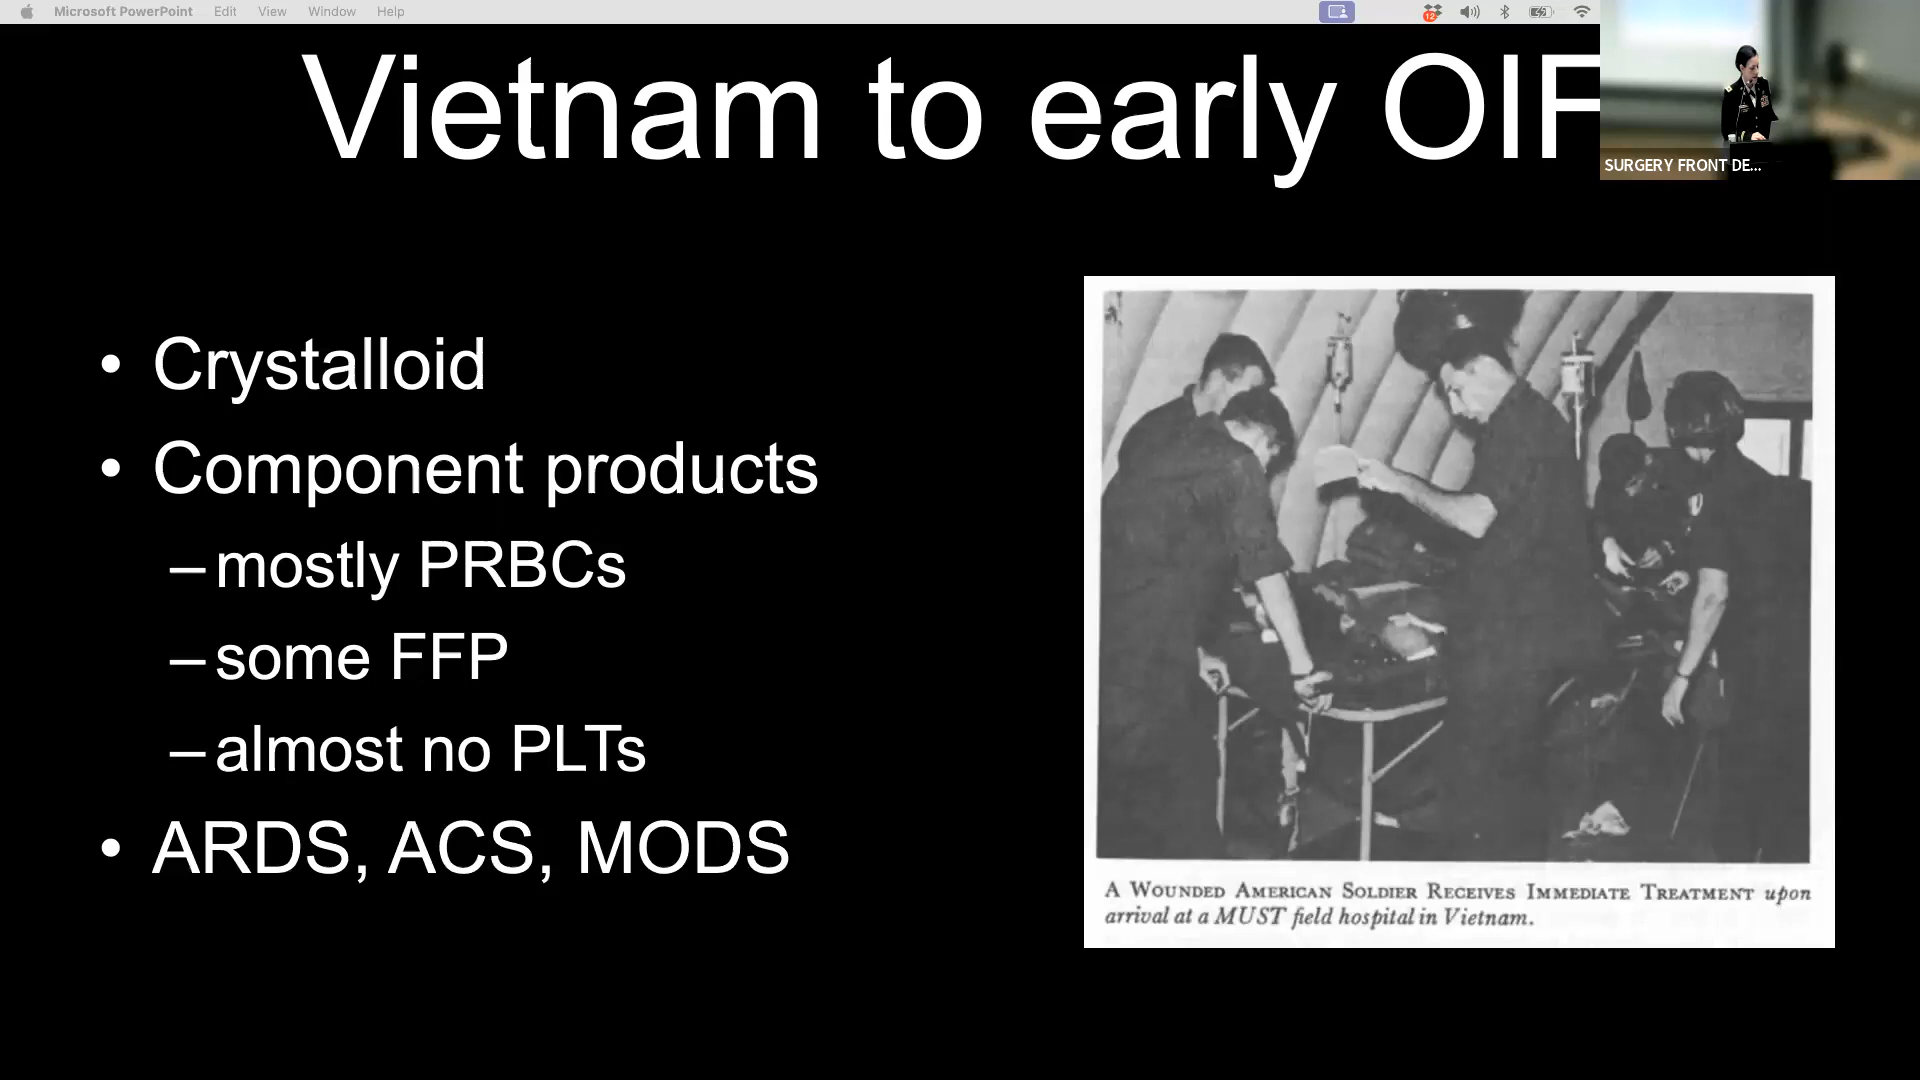 Microsoft PowerPoint Edit View Window Help
12
Vietnam to early OIF
SURGERY FRONT DE...
• Crystalloid
• Component products
– mostly PRBCs
– some FFP
– almost no PLTs
• ARDS, ACS, MODS
A WOUNDED AMERICAN SOLDIER RECEIVES IMMEDIATE TREATMENT upon
arrival at a MUST field hospital in Vietnam.